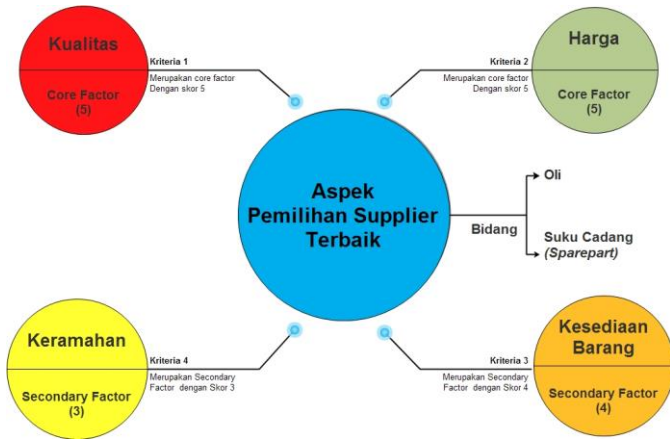 Kualitas
Core Factor
(5)
Kriteria 1
Merupakan core factor
Dengan skor 5
Kriteria 2
Merupakan core factor
Dengan skor 5
Harga
Core Factor
(5)
Aspek
Pemilihan Supplier
Terbaik
Bidang
Oli
Suku Cadang
(Sparepart)
Keramahan
Secondary Factor
(3)
Kriteria 4
Merupakan Secondary
Factor dengan Skor 3
Kriteria 3
Merupakan Secondary
Factor dengan Skor 4
Kesediaan
Barang
Secondary Factor
(4)